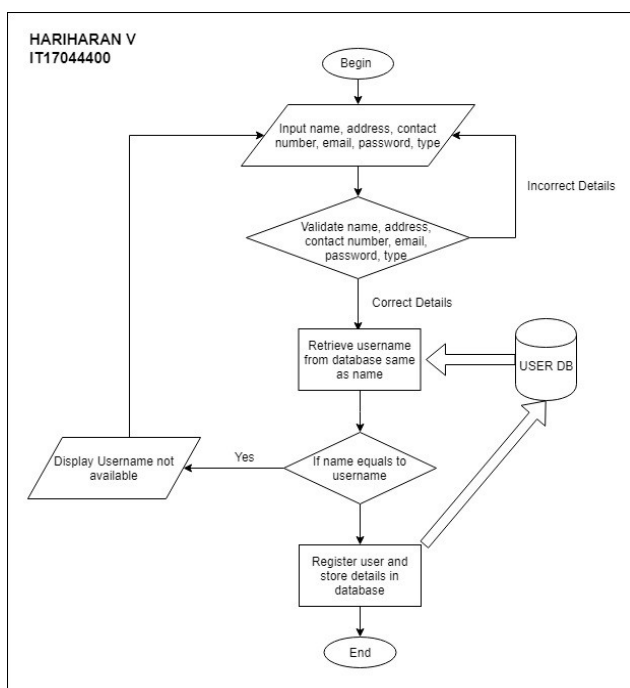 HARIHARAN V
IT17044400
Begin
Input name, address, contact
number, email, password, type
Incorrect Details
Validate name, address,
contact number, email,
password, type
Correct Details
Retrieve username
from database same
as name
USER DB
If name equals to
username
Yes
Display Username not
available
Register user and
store details in
database
End